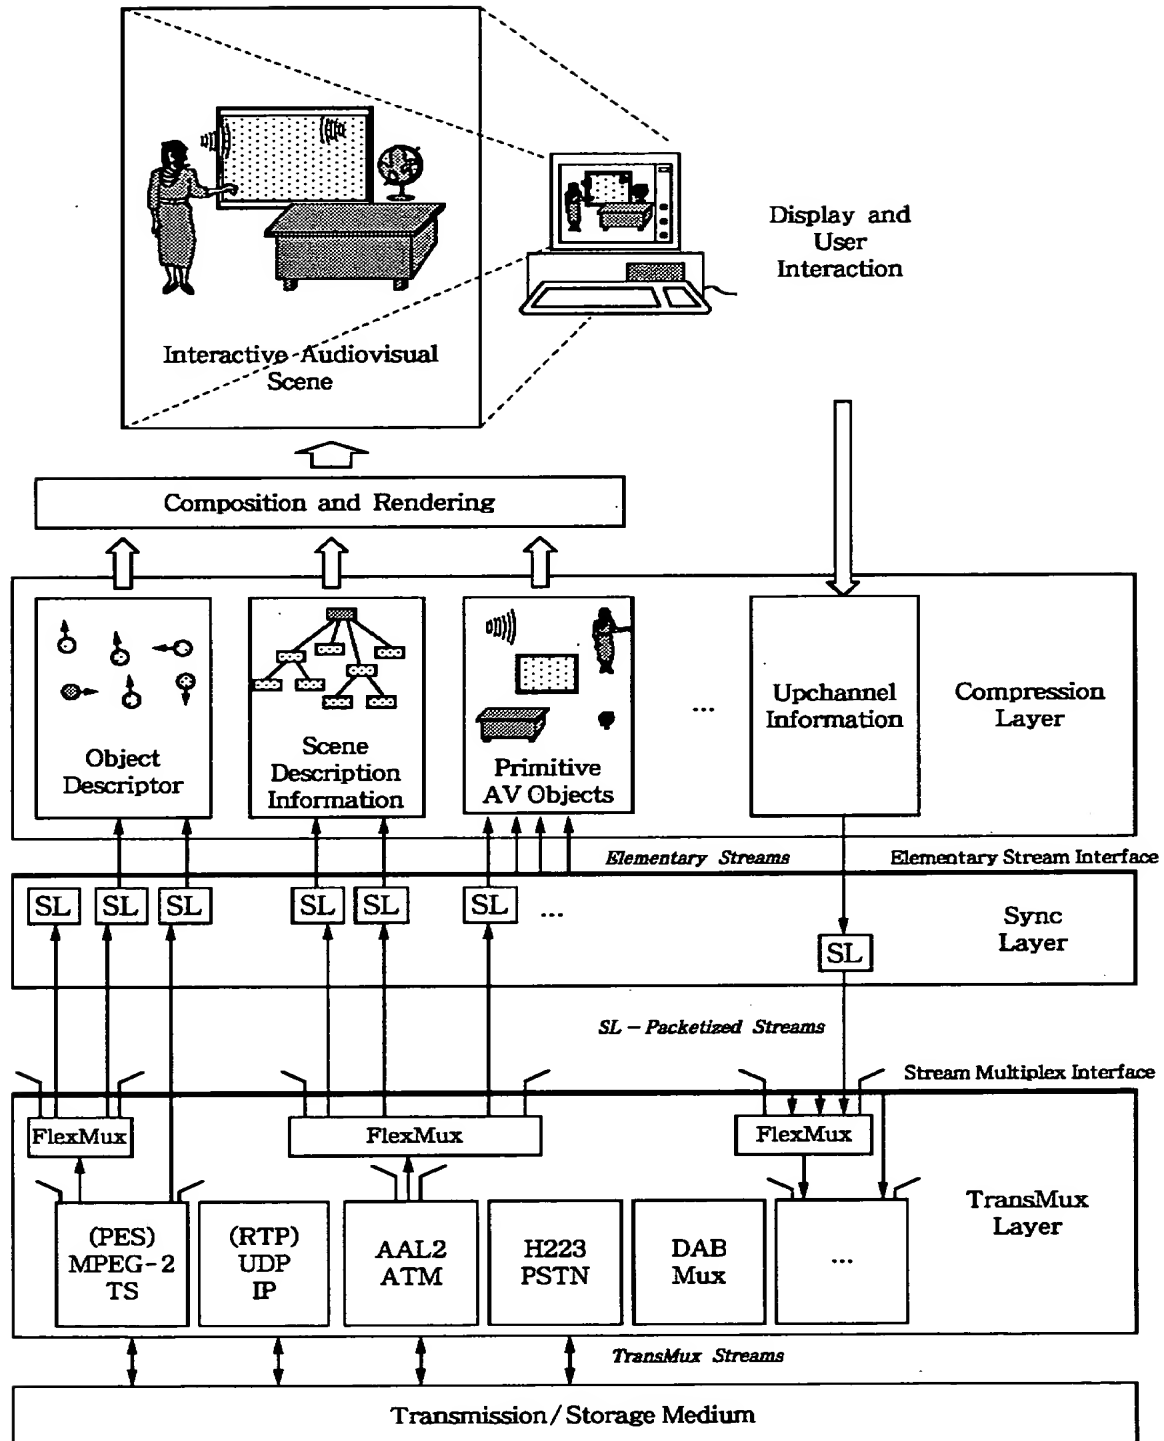 Display and
User
Interaction
Interactive Audiovisual
Scene
Composition and Rendering
Object
Descriptor
Scene
Description
Information
Primitive
AV Objects
...
Upchannel
Information
Compression
Layer
Elementary Streams
Elementary Stream Interface
SL
SL
SL
SL
SL
SL
...
SL
Sync
Layer
SL-Packetized Streams
Stream Multiplex Interface
FlexMux
FlexMux
FlexMux
(PES)
MPEG-2
TS
(RTP)
UDP
IP
AAL2
ATM
H223
PSTN
DAB
Mux
...
TransMux
Layer
TransMux Streams
Transmission/Storage Medium